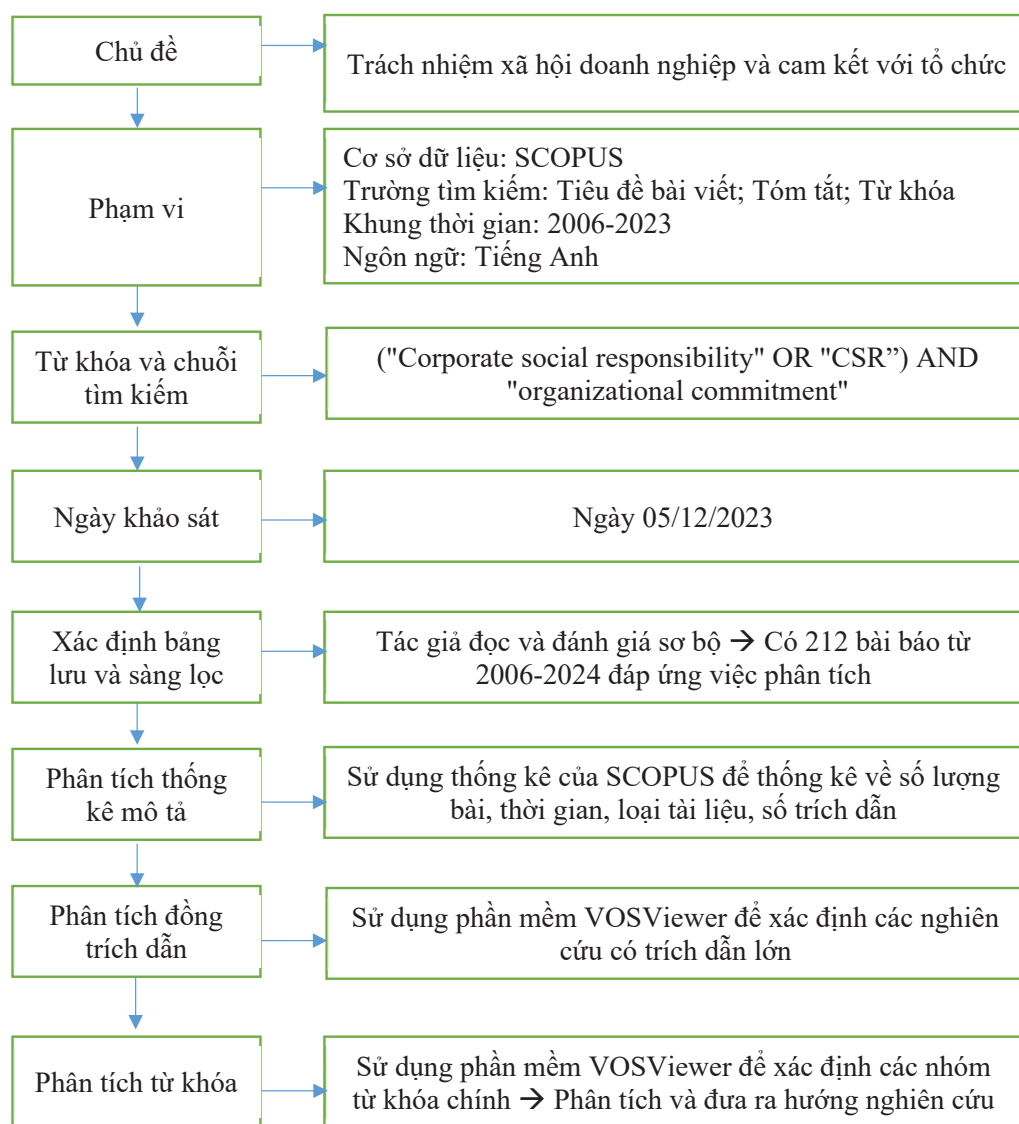 Chủ đề
Trách nhiệm xã hội doanh nghiệp và cam kết với tổ chức
Phạm vi
Cơ sở dữ liệu: SCOPUS
Trường tìm kiếm: Tiêu đề bài viết; Tóm tắt; Từ khóa
Khung thời gian: 2006-2023
Ngôn ngữ: Tiếng Anh
Từ khóa và chuỗi
tìm kiếm
("Corporate social responsibility" OR "CSR”) AND
"organizational commitment"
Ngày khảo sát
Ngày 05/12/2023
Xác định bảng
lưu và sàng lọc
Tác giả đọc và đánh giá sơ bộ → Có 212 bài báo từ
2006-2024 đáp ứng việc phân tích
Phân tích thống
kê mô tả
Sử dụng thống kê của SCOPUS để thống kê về số lượng
bài, thời gian, loại tài liệu, số trích dẫn
Phân tích đồng
trích dẫn
Sử dụng phần mềm VOSViewer để xác định các nghiên
cứu có trích dẫn lớn
Phân tích từ khóa
Sử dụng phần mềm VOSViewer để xác định các nhóm
từ khóa chính → Phân tích và đưa ra hướng nghiên cứu